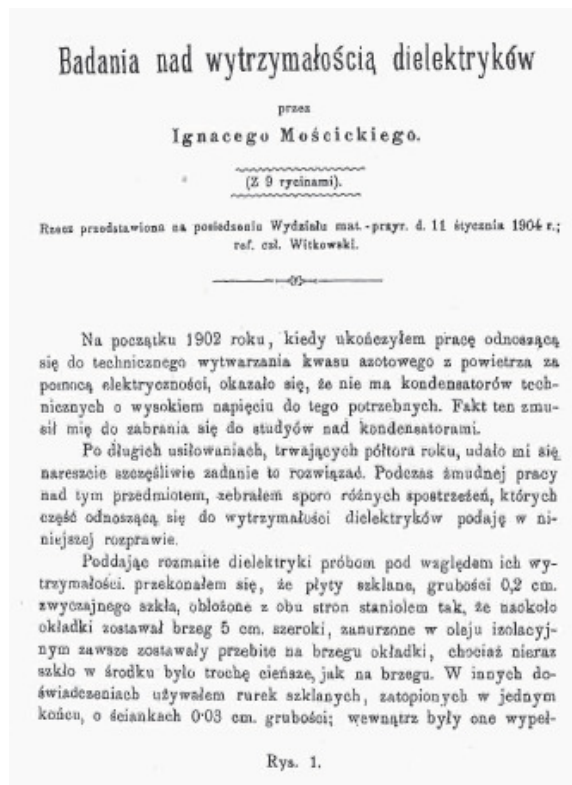 Badania nad wytrzymałością dielektryków
przez
Ignacego Mościckiego.
(Z 9 rycinami).
Rzecz przedstawiona na posiedzeniu Wydziału mat.-przyr. d. 11 stycznia 1904 r.;
ref. czł. Witkowski.
Na początku 1902 roku, kiedy ukończyłem pracę odnoszącą
się do technicznego wytwarzania kwasu azotowego z powietrza za
pomocą elektryczności, okazało się, że nie ma kondensatorów tech-
nicznych o wysokiem napięciu do tego potrzebnych. Fakt ten zmu-
sił mię do zabrania się do studyów nad kondensatorami.
Po długich usiłowaniach, trwających półtora roku, udało mi się
nareszcie szczęśliwie zadanie to rozwiązać. Podczas żmudnej pracy
nad tym przedmiotem, zebrałem sporo różnych spostrzeżeń, których
część odnoszącą się do wytrzymałości dielektryków podaję w ni-
niejszej rozprawie.
Poddając rozmaite dielektryki próbom pod względem ich wy-
trzymałości. przekonałem się, że płyty szklane, grubości 0,2 cm.
zwyczajnego szkła, obłożone z obu stron staniolem tak, że naokoło
okładki zostawał brzeg 5 cm. szeroki, zanurzone w oleju izolacyj-
nym zawsze zostawały przebite na brzegu okładki, chociaż nieraz
szkło w środku było trochę cieńsze, jak na brzegu. W innych do-
świadczeniach używałem rurek szklanych, zatopionych w jednym
końcu, o ściankach 0·03 cm. grubości; wewnątrz były one wypeł-
Rys. 1.